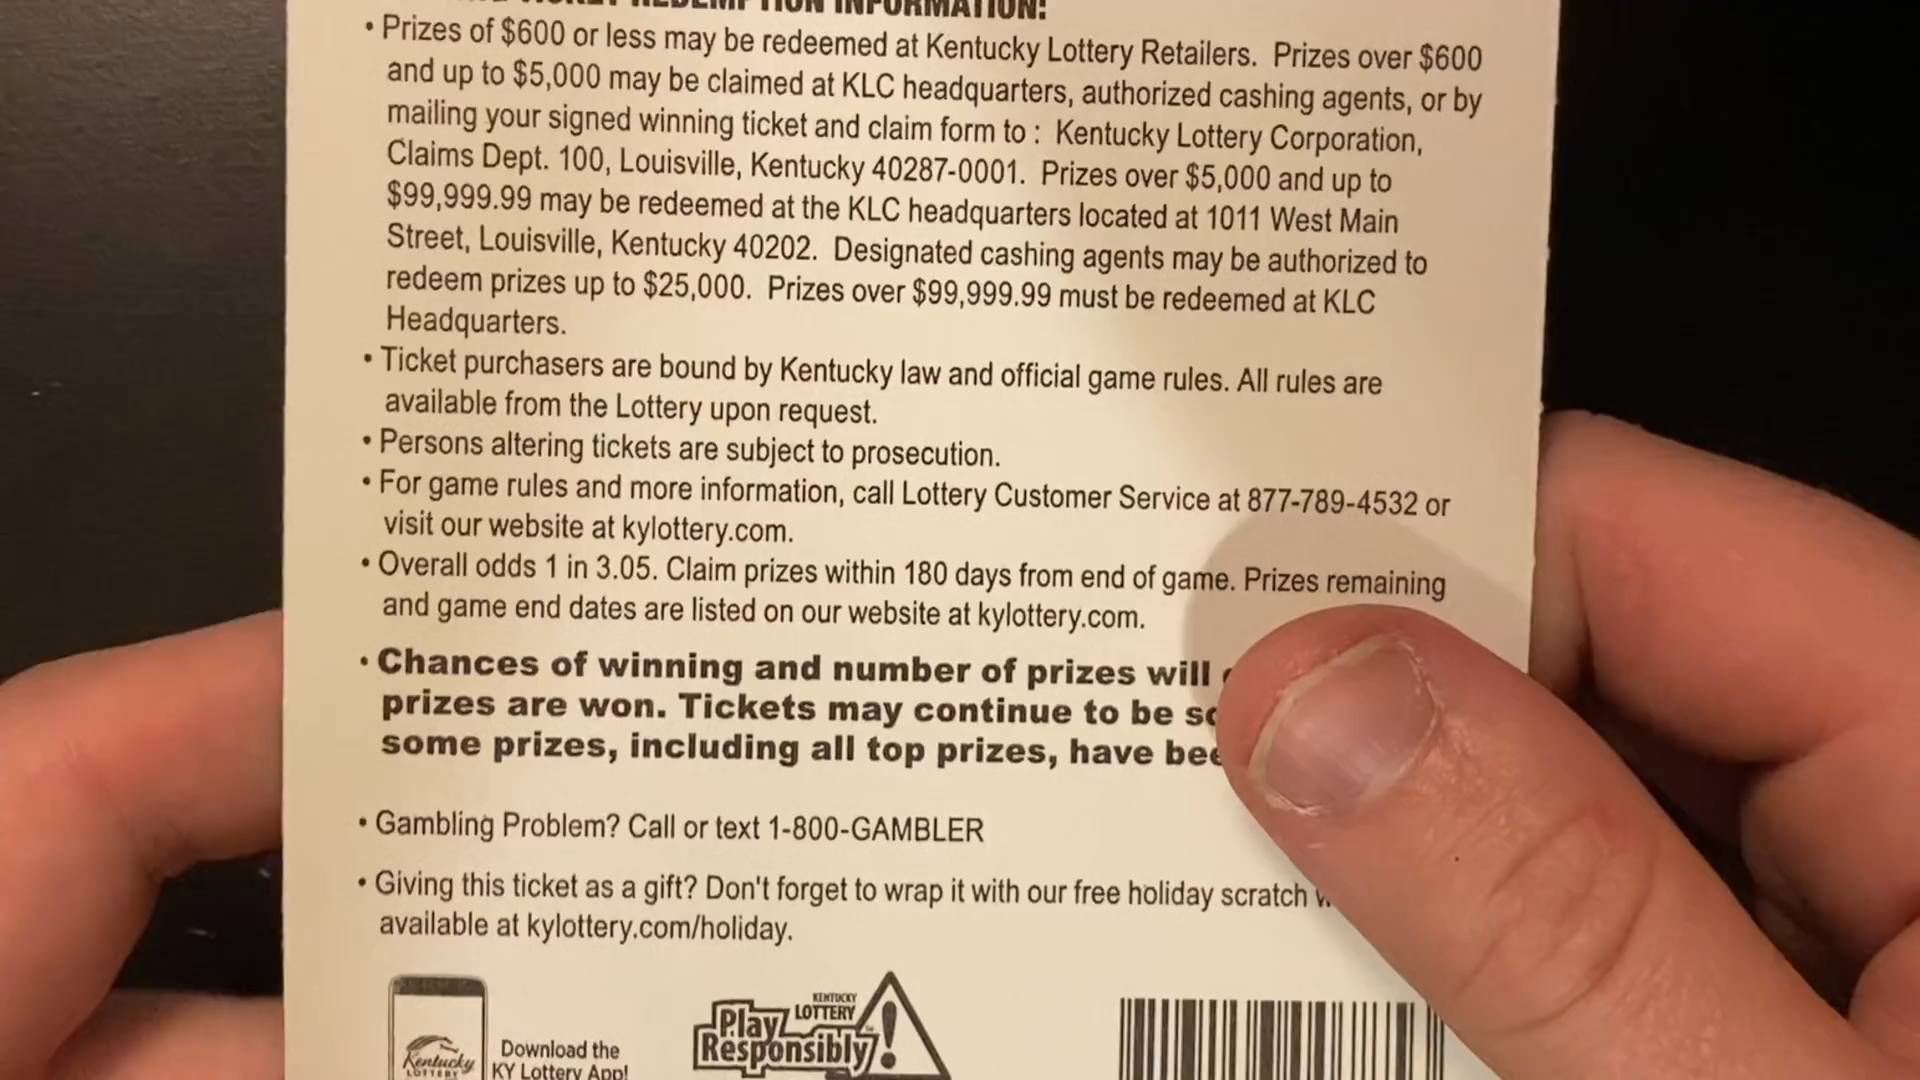 TICKET REDEMPTION INFORMATION:
• Prizes of $600 or less may be redeemed at Kentucky Lottery Retailers. Prizes over $600
and up to $5,000 may be claimed at KLC headquarters, authorized cashing agents, or by
mailing your signed winning ticket and claim form to : Kentucky Lottery Corporation,
Claims Dept. 100, Louisville, Kentucky 40287-0001. Prizes over $5,000 and up to
$99,999.99 may be redeemed at the KLC headquarters located at 1011 West Main
Street, Louisville, Kentucky 40202. Designated cashing agents may be authorized to
redeem prizes up to $25,000. Prizes over $99,999.99 must be redeemed at KLC
Headquarters.
• Ticket purchasers are bound by Kentucky law and official game rules. All rules are
available from the Lottery upon request.
• Persons altering tickets are subject to prosecution.
• For game rules and more information, call Lottery Customer Service at 877-789-4532 or
visit our website at kylottery.com.
• Overall odds 1 in 3.05. Claim prizes within 180 days from end of game. Prizes remaining
and game end dates are listed on our website at kylottery.com.
• Chances of winning and number of prizes will
prizes are won. Tickets may continue to be
some prizes, including all top prizes, have
• Gambling Problem? Call or text 1-800-GAMBLER
• Giving this ticket as a gift? Don't forget to wrap it with our free holiday scratch
available at kylottery.com/holiday.
Kentucky
LOTTERY
Download the
KY Lottery App!
KENTUCKY
LOTTERY
Play
Responsibly!